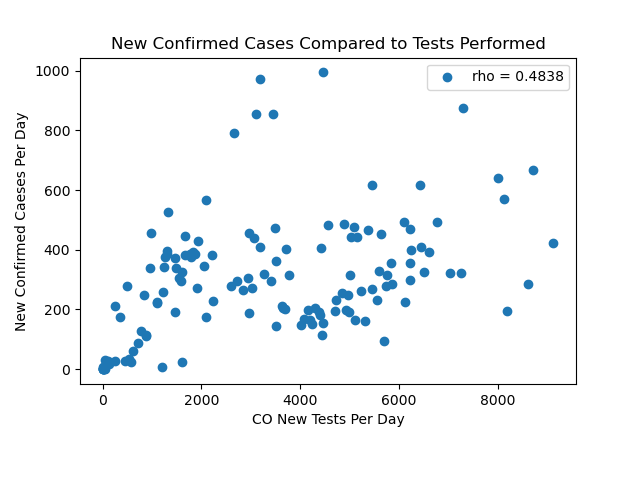 New Confirmed Cases Compared to Tests Performed
rho = 0.4838
New Confirmed Caeses Per Day
1000
800
600
400
200
0
0 2000 4000 6000 8000
CO New Tests Per Day